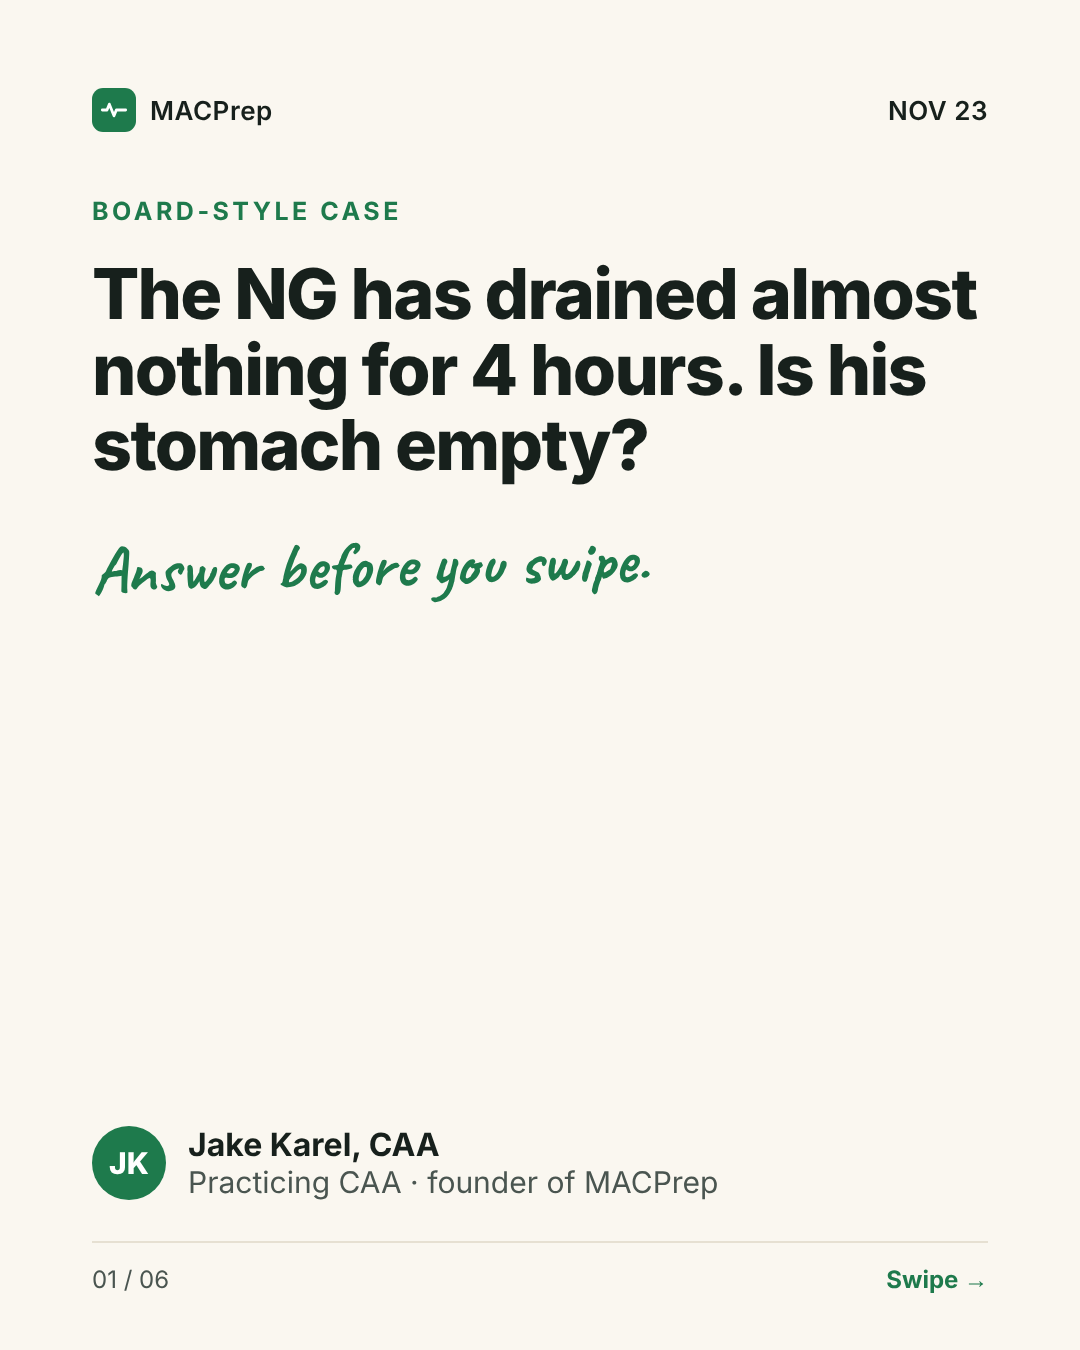 MACPrep
NOV 23
BOARD-STYLE CASE
The NG has drained almost
nothing for 4 hours. Is his
stomach empty?
Answer before you swipe.
JK
Jake Karel, CAA
Practicing CAA · founder of MACPrep
01 / 06
Swipe →